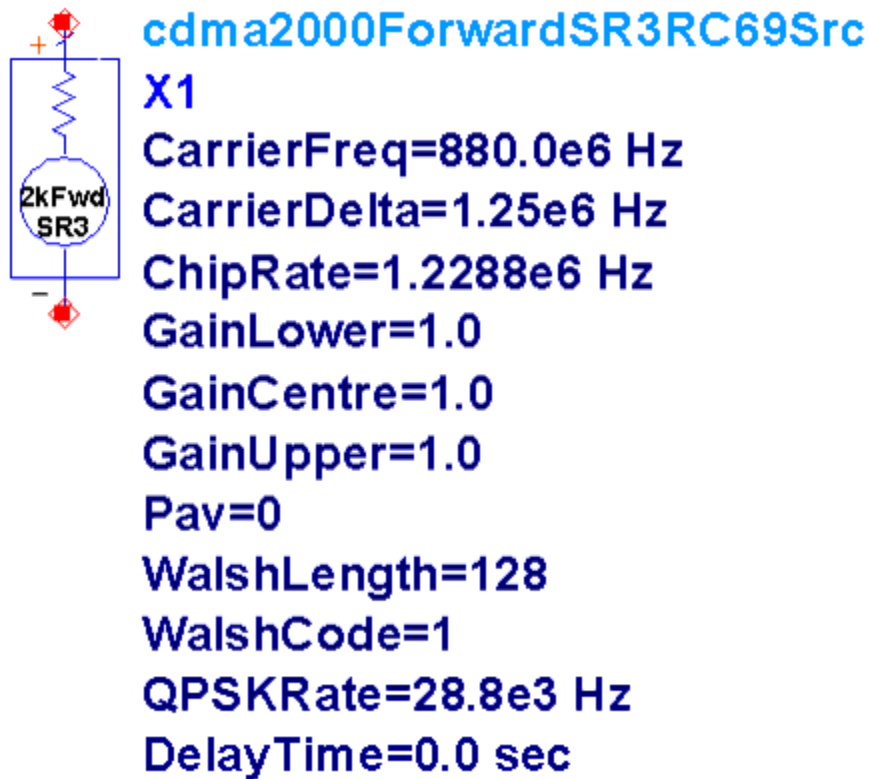 cdma2000ForwardSR3RC69Src
+
X1
CarrierFreq=880.0e6 Hz
2kFwd
SR3
CarrierDelta=1.25e6 Hz
ChipRate=1.2288e6 Hz
−
GainLower=1.0
GainCentre=1.0
GainUpper=1.0
Pav=0
WalshLength=128
WalshCode=1
QPSKRate=28.8e3 Hz
DelayTime=0.0 sec